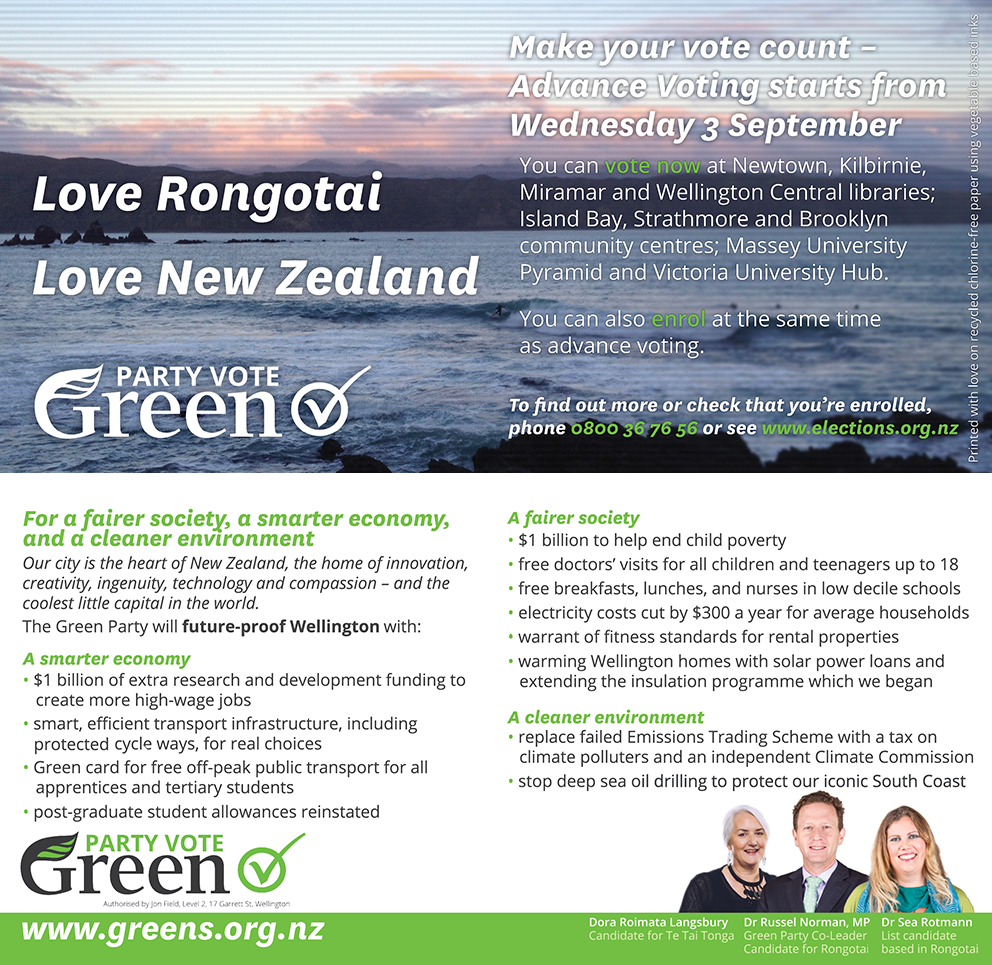 Love Rongotai
Love New Zealand
PARTY VOTE
Green
Make your vote count –
Advance Voting starts from
Wednesday 3 September
You can vote now at Newtown, Kilbirnie,
Miramar and Wellington Central libraries;
Island Bay, Strathmore and Brooklyn
community centres; Massey University
Pyramid and Victoria University Hub.
You can also enrol at the same time
as advance voting.
To find out more or check that you're enrolled,
phone 0800 36 76 56 or see www.elections.org.nz
Printed with love on recycled chlorine-free paper using vegetable based inks
For a fairer society, a smarter economy,
and a cleaner environment
Our city is the heart of New Zealand, the home of innovation,
creativity, ingenuity, technology and compassion – and the
coolest little capital in the world.
The Green Party will future-proof Wellington with:
A smarter economy
• $1 billion of extra research and development funding to
create more high-wage jobs
• smart, efficient transport infrastructure, including
protected cycle ways, for real choices
• Green card for free off-peak public transport for all
apprentices and tertiary students
• post-graduate student allowances reinstated
A fairer society
• $1 billion to help end child poverty
• free doctors' visits for all children and teenagers up to 18
• free breakfasts, lunches, and nurses in low decile schools
• electricity costs cut by $300 a year for average households
• warrant of fitness standards for rental properties
• warming Wellington homes with solar power loans and
extending the insulation programme which we began
A cleaner environment
• replace failed Emissions Trading Scheme with a tax on
climate polluters and an independent Climate Commission
• stop deep sea oil drilling to protect our iconic South Coast
PARTY VOTE
Green
Authorised by Jon Field, Level 2, 17 Garrett St, Wellington
www.greens.org.nz
Dora Roimata Langsbury
Candidate for Te Tai Tonga
Dr Russel Norman, MP
Green Party Co-Leader
Candidate for Rongotai
Dr Sea Rotmann
List candidate
based in Rongotai